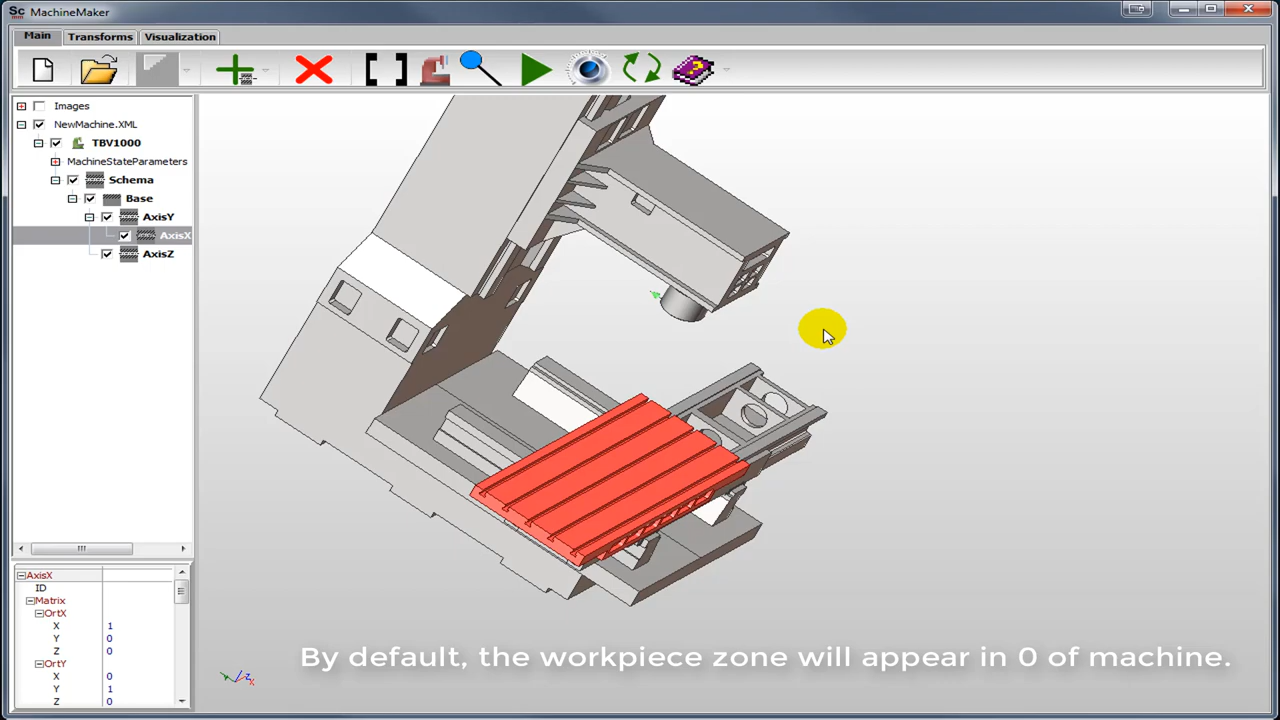 Sc MachineMaker
Main Transforms Visualization
Images
NewMachine.XML
TBV1000
MachineStateParameters
Schema
Base
AxisY
AxisX
AxisZ
AxisX
ID
Matrix
OrtX
X 1
Y 0
Z 0
OrtY
X 0
Y 1
Z 0
By default, the workpiece zone will appear in 0 of machine.